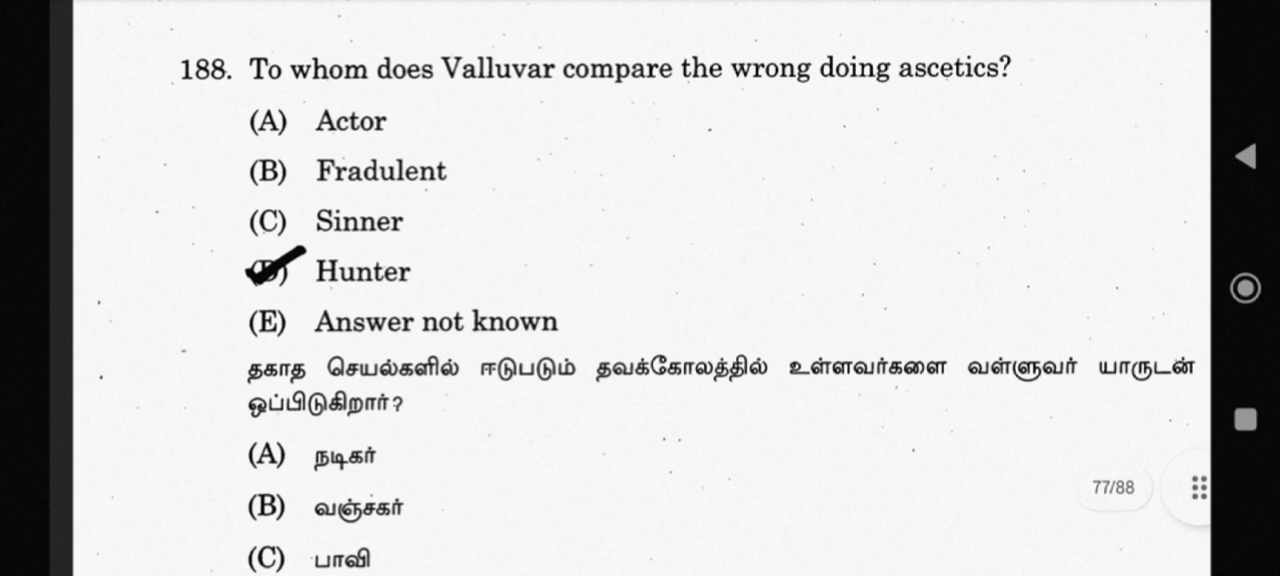 188. To whom does Valluvar compare the wrong doing ascetics?
(A) Actor
(B) Fradulent
(C) Sinner
(D) Hunter
(E) Answer not known
தகாத செயல்களில் ஈடுபடும் தவக்கோலத்தில் உள்ளவர்களை வள்ளுவர் யாருடன்
ஒப்பிடுகிறார்?
(A) நடிகர்
(B) வஞ்சகர்
77/88
(C) பாவி